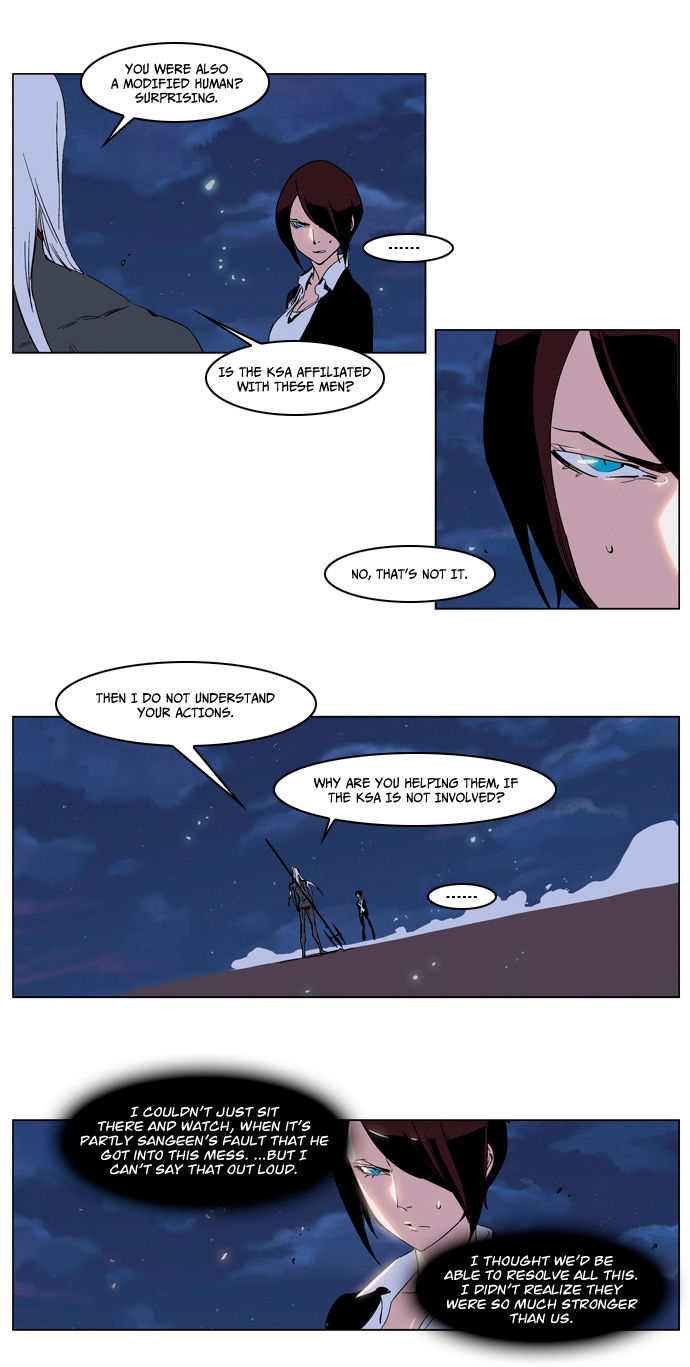 YOU WERE ALSO
A MODIFIED HUMAN?
SURPRISING.
------
IS THE KSA AFFILIATED
WITH THESE MEN?
NO, THAT'S NOT IT.
THEN I DO NOT UNDERSTAND
YOUR ACTIONS.
WHY ARE YOU HELPING THEM, IF
THE KSA IS NOT INVOLVED?
------
I COULDN'T JUST SIT
THERE AND WATCH, WHEN IT'S
PARTLY SANGEEN'S FAULT THAT HE
GOT INTO THIS MESS. ...BUT I
CAN'T SAY THAT OUT LOUD.
I THOUGHT WE'D BE
ABLE TO RESOLVE ALL THIS.
I DIDN'T REALIZE THEY
WERE SO MUCH STRONGER
THAN US.